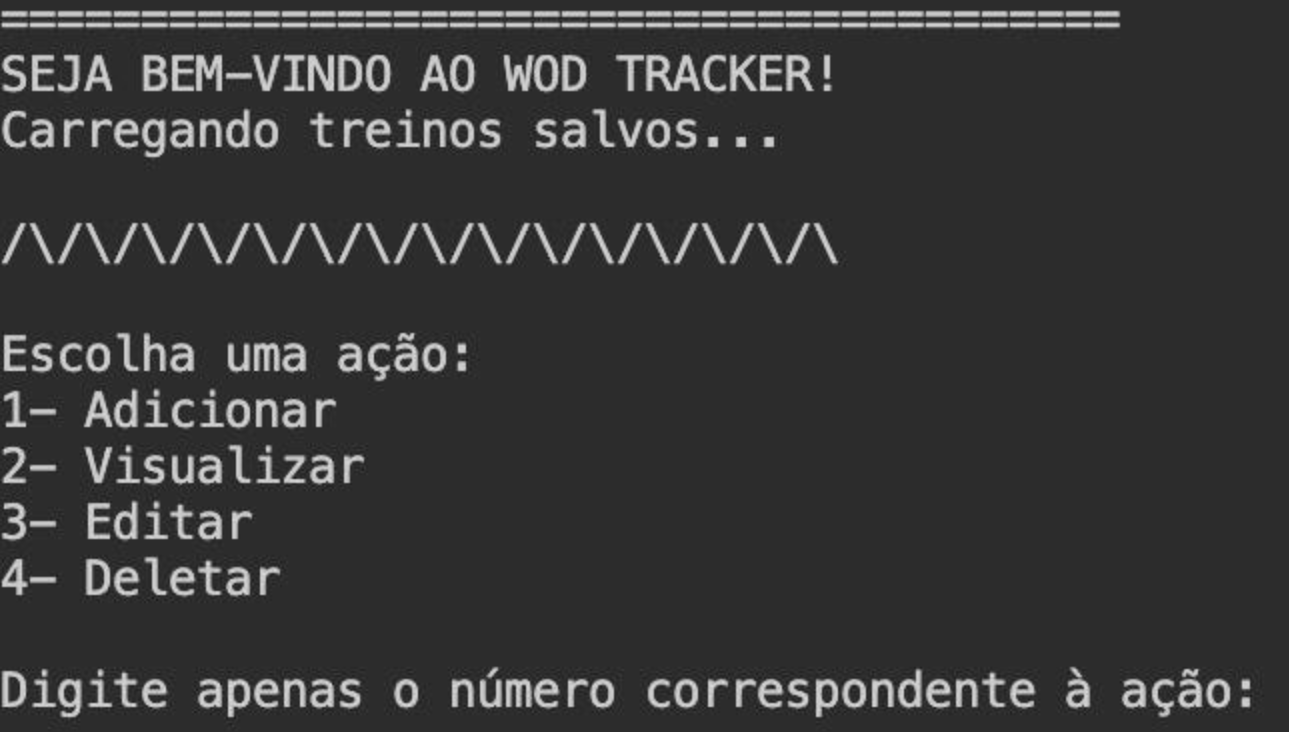 ========================================
SEJA BEM-VINDO AO WOD TRACKER!
Carregando treinos salvos...
/\/\/\/\/\/\/\/\/\/\/\/\/\/\/\
Escolha uma ação:
1- Adicionar
2- Visualizar
3- Editar
4- Deletar
Digite apenas o número correspondente à ação: